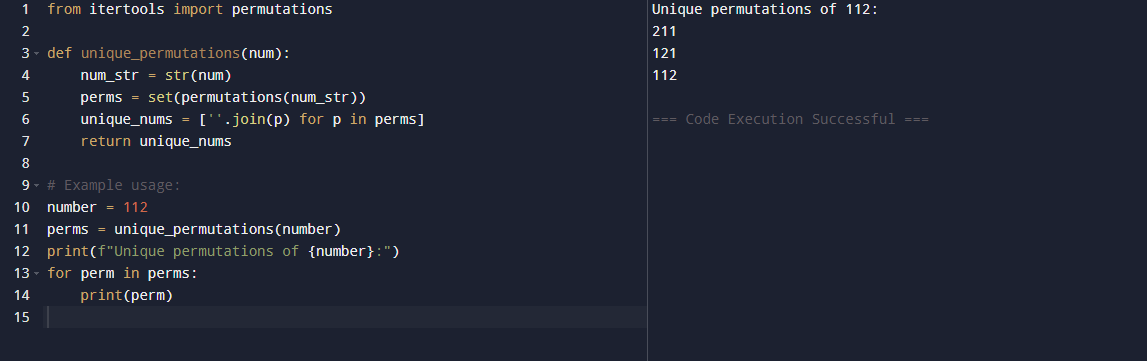 1 from itertools import permutations
2
3 def unique_permutations(num):
4     num_str = str(num)
5     perms = set(permutations(num_str))
6     unique_nums = [''.join(p) for p in perms]
7     return unique_nums
8
9 # Example usage:
10 number = 112
11 perms = unique_permutations(number)
12 print(f"Unique permutations of {number}:")
13 for perm in perms:
14     print(perm)
15
Unique permutations of 112:
211
121
112
=== Code Execution Successful ===